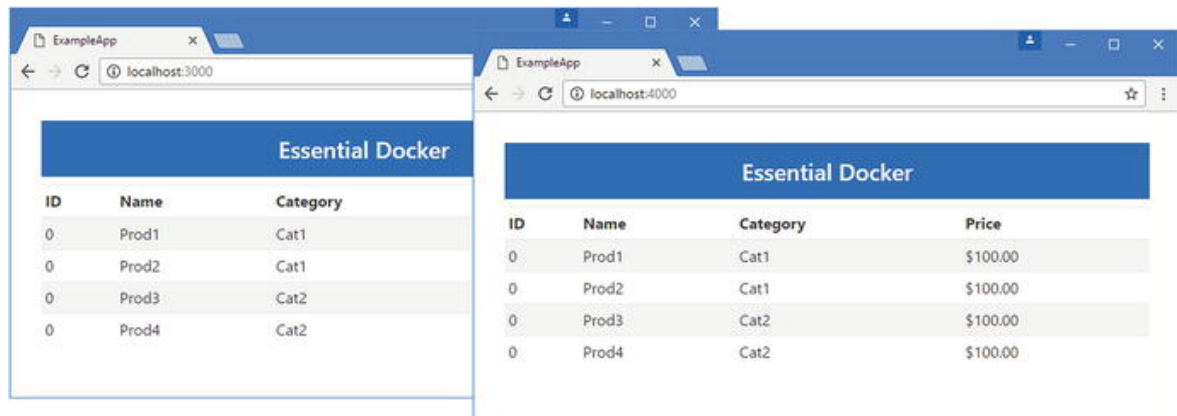 ExampleApp
localhost:3000
Essential Docker
ID Name Category
0 Prod1 Cat1
0 Prod2 Cat1
0 Prod3 Cat2
0 Prod4 Cat2
ExampleApp
localhost:4000
Essential Docker
ID Name Category Price
0 Prod1 Cat1 $100.00
0 Prod2 Cat1 $100.00
0 Prod3 Cat2 $100.00
0 Prod4 Cat2 $100.00